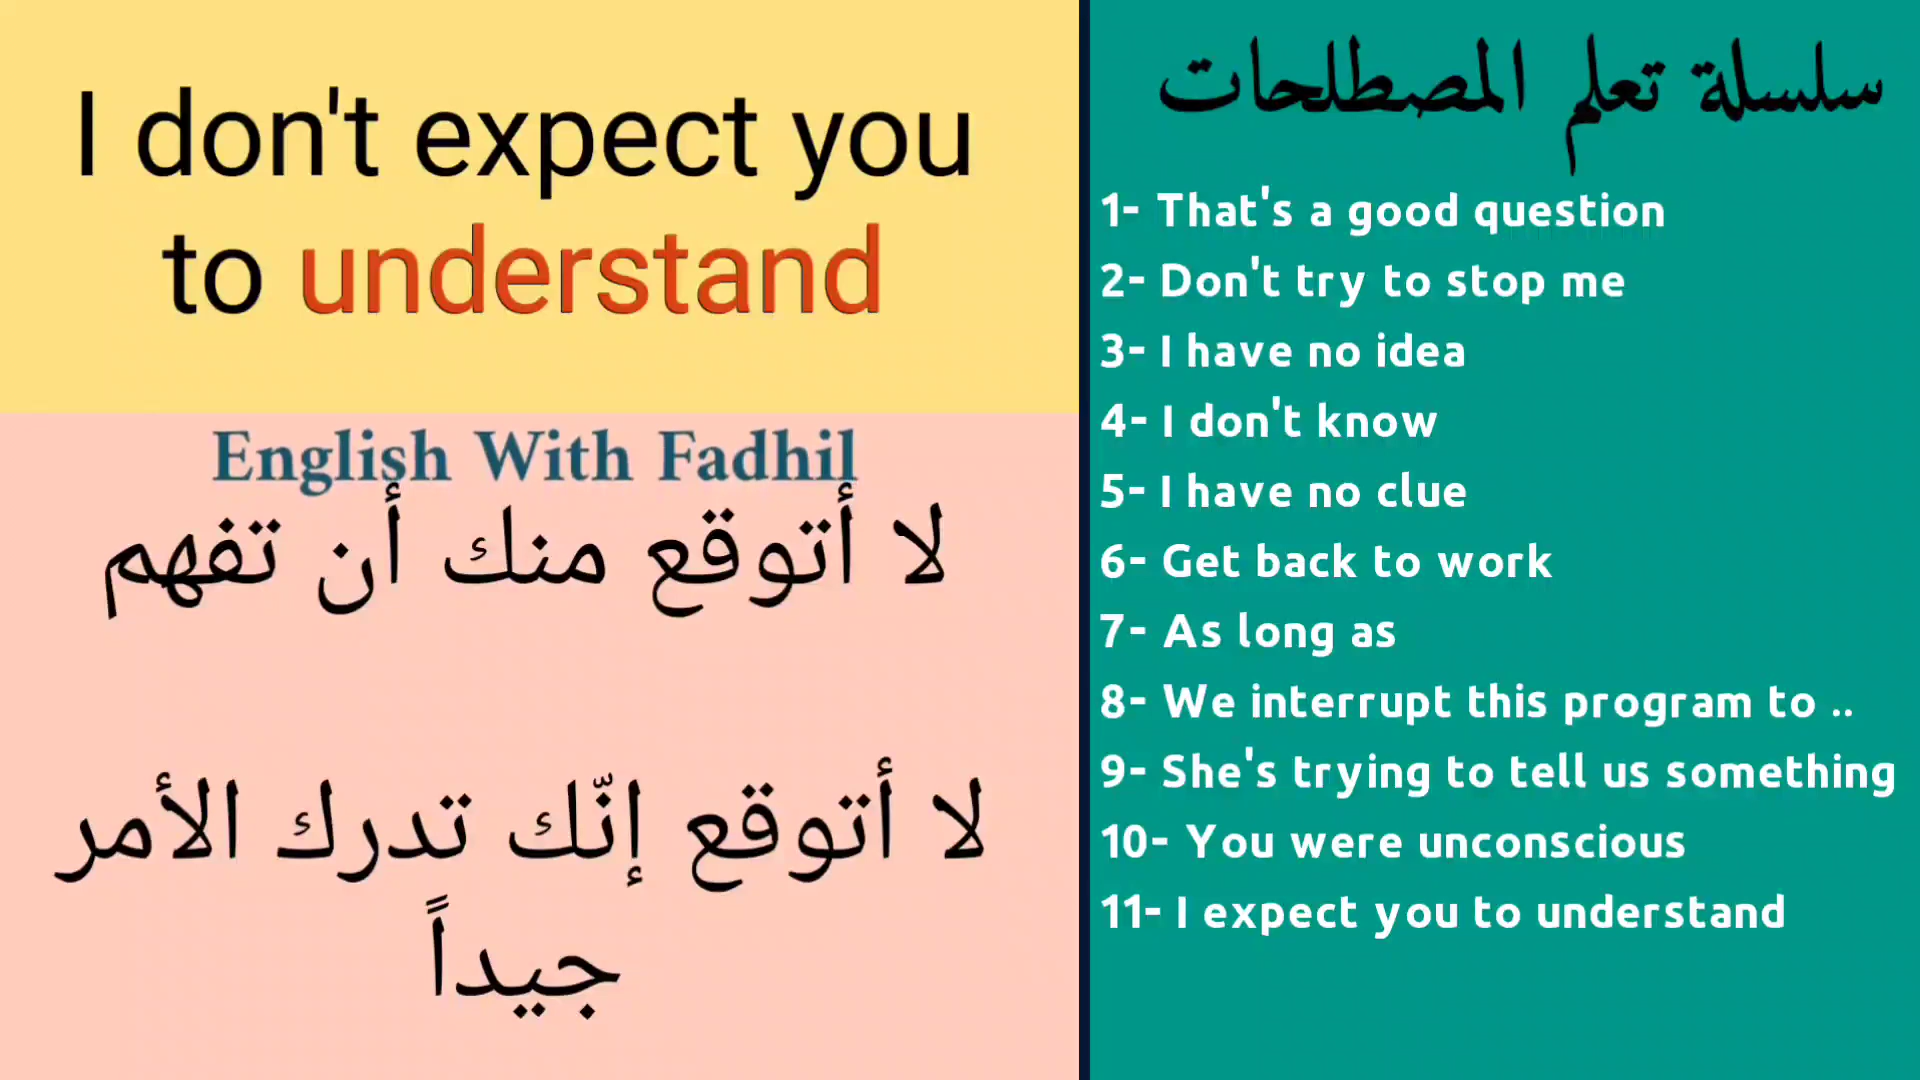 I don't expect you
to understand
English With Fadhil
لا أتوقع منك أن تفهم
لا أتوقع إنّك تدرك الأمر
جيداً
سلسلة تعلم المصطلحات
1- That's a good question
2- Don't try to stop me
3- I have no idea
4- I don't know
5- I have no clue
6- Get back to work
7- As long as
8- We interrupt this program to ..
9- She's trying to tell us something
10- You were unconscious
11- I expect you to understand